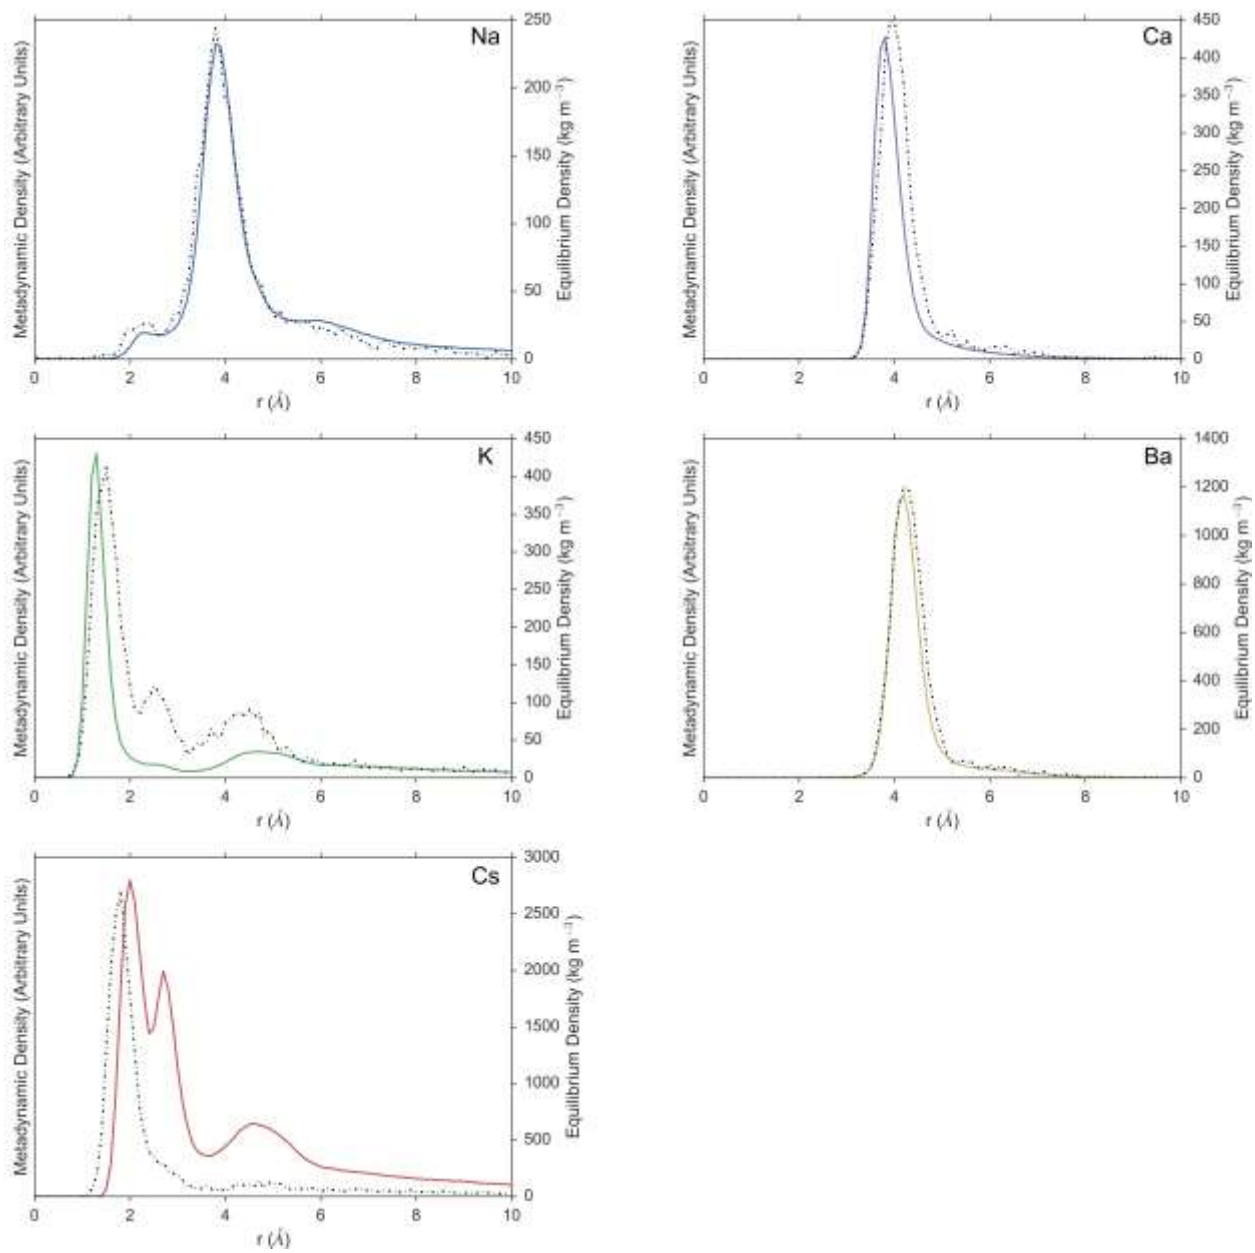 Na
Metadynamic Density (Arbitrary Units)
250
200
150
100
50
0
Equilibrium Density (kg m⁻³)
0 2 4 6 8 10
r (Å)
Ca
Metadynamic Density (Arbitrary Units)
450
400
350
300
250
200
150
100
50
0
Equilibrium Density (kg m⁻³)
0 2 4 6 8 10
r (Å)
K
Metadynamic Density (Arbitrary Units)
450
400
350
300
250
200
150
100
50
0
Equilibrium Density (kg m⁻³)
0 2 4 6 8 10
r (Å)
Ba
Metadynamic Density (Arbitrary Units)
1400
1200
1000
800
600
400
200
0
Equilibrium Density (kg m⁻³)
0 2 4 6 8 10
r (Å)
Cs
Metadynamic Density (Arbitrary Units)
3000
2500
2000
1500
1000
500
0
Equilibrium Density (kg m⁻³)
0 2 4 6 8 10
r (Å)